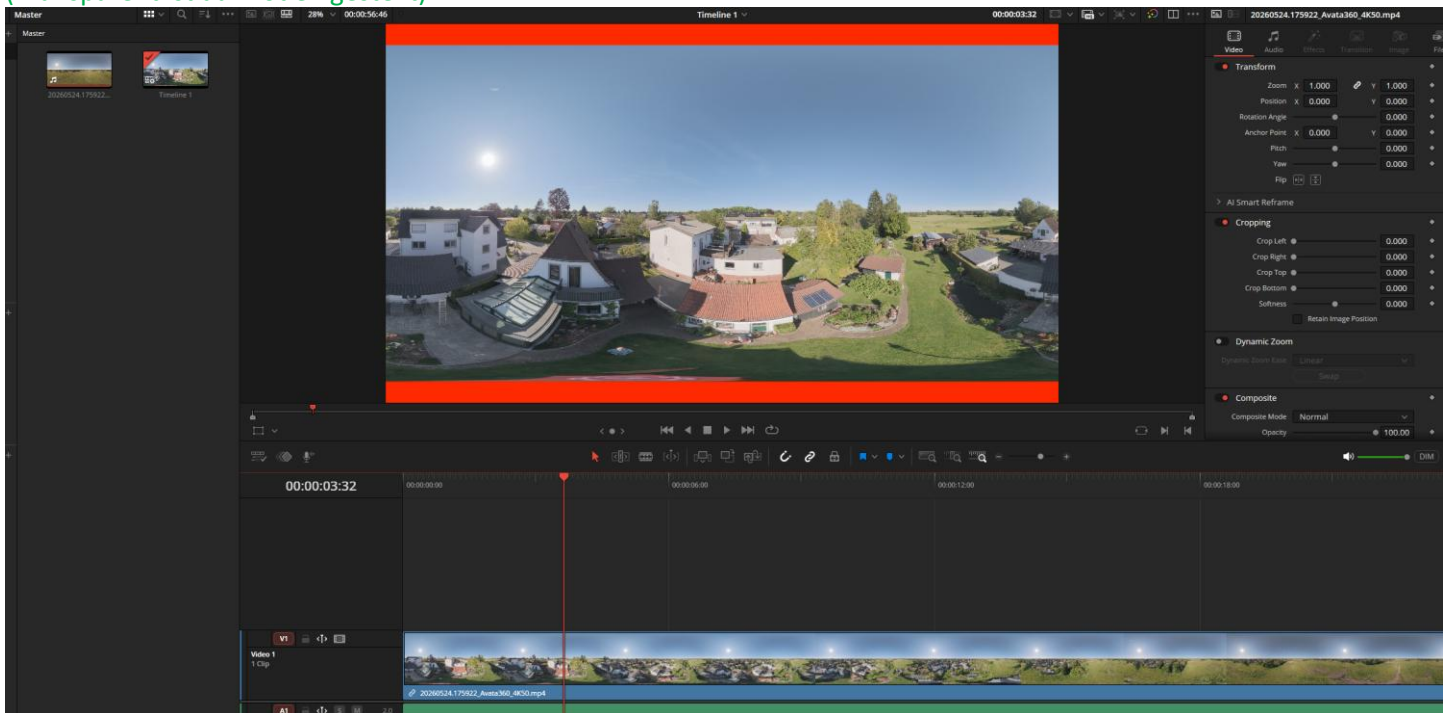 Master
28%
00:00:56:46
Timeline 1
00:00:03:32
20260524.175922_Avata360_4K50.mp4
Master
20260524.175922...
Timeline 1
Video
Audio
Effects
Transition
Image
File
Transform
Zoom X 1.000 Y 1.000
Position X 0.000 Y 0.000
Rotation Angle 0.000
Anchor Point X 0.000 Y 0.000
Pitch 0.000
Yaw 0.000
Flip
AI Smart Reframe
Cropping
Crop Left 0.000
Crop Right 0.000
Crop Top 0.000
Crop Bottom 0.000
Softness 0.000
Retain Image Position
Dynamic Zoom
Dynamic Zoom Ease Linear
Swap
Composite
Composite Mode Normal
Opacity 100.00
DIM
00:00:03:32
00:00:00:00
00:00:06:00
00:00:12:00
00:00:18:00
V1
Video 1
1 Clip
20260524.175922_Avata360_4K50.mp4
A1 S M 2.0